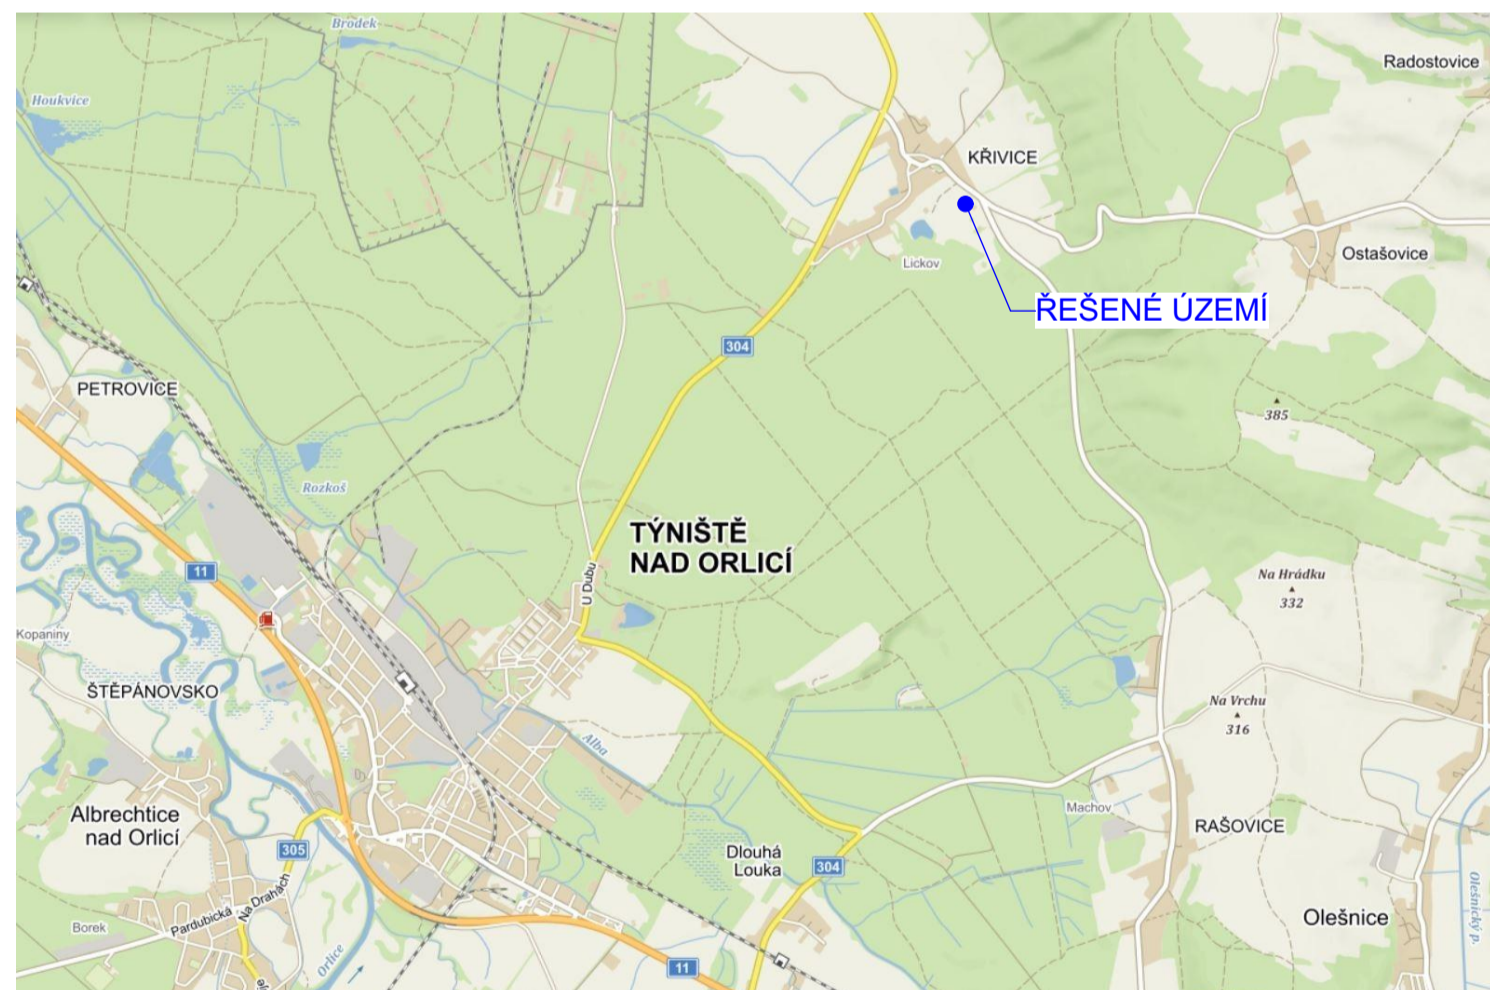 Brodek
Radostovice
Houkvice
KŘIVICE
Ostašovice
Lickov
ŘEŠENÉ ÚZEMÍ
304
PETROVICE
385
Rozkoš
TÝNIŠTĚ
NAD ORLICÍ
11
U Dubu
Na Hrádku
332
Kopaniny
ŠTĚPÁNOVSKO
Na Vrchu
316
Alba
Machov
Albrechtice
nad Orlicí
RAŠOVICE
305
Dlouhá
Louka
304
Na Drahách
Pardubická
Olešnický p.
Olešnice
Borek
Orlice
11